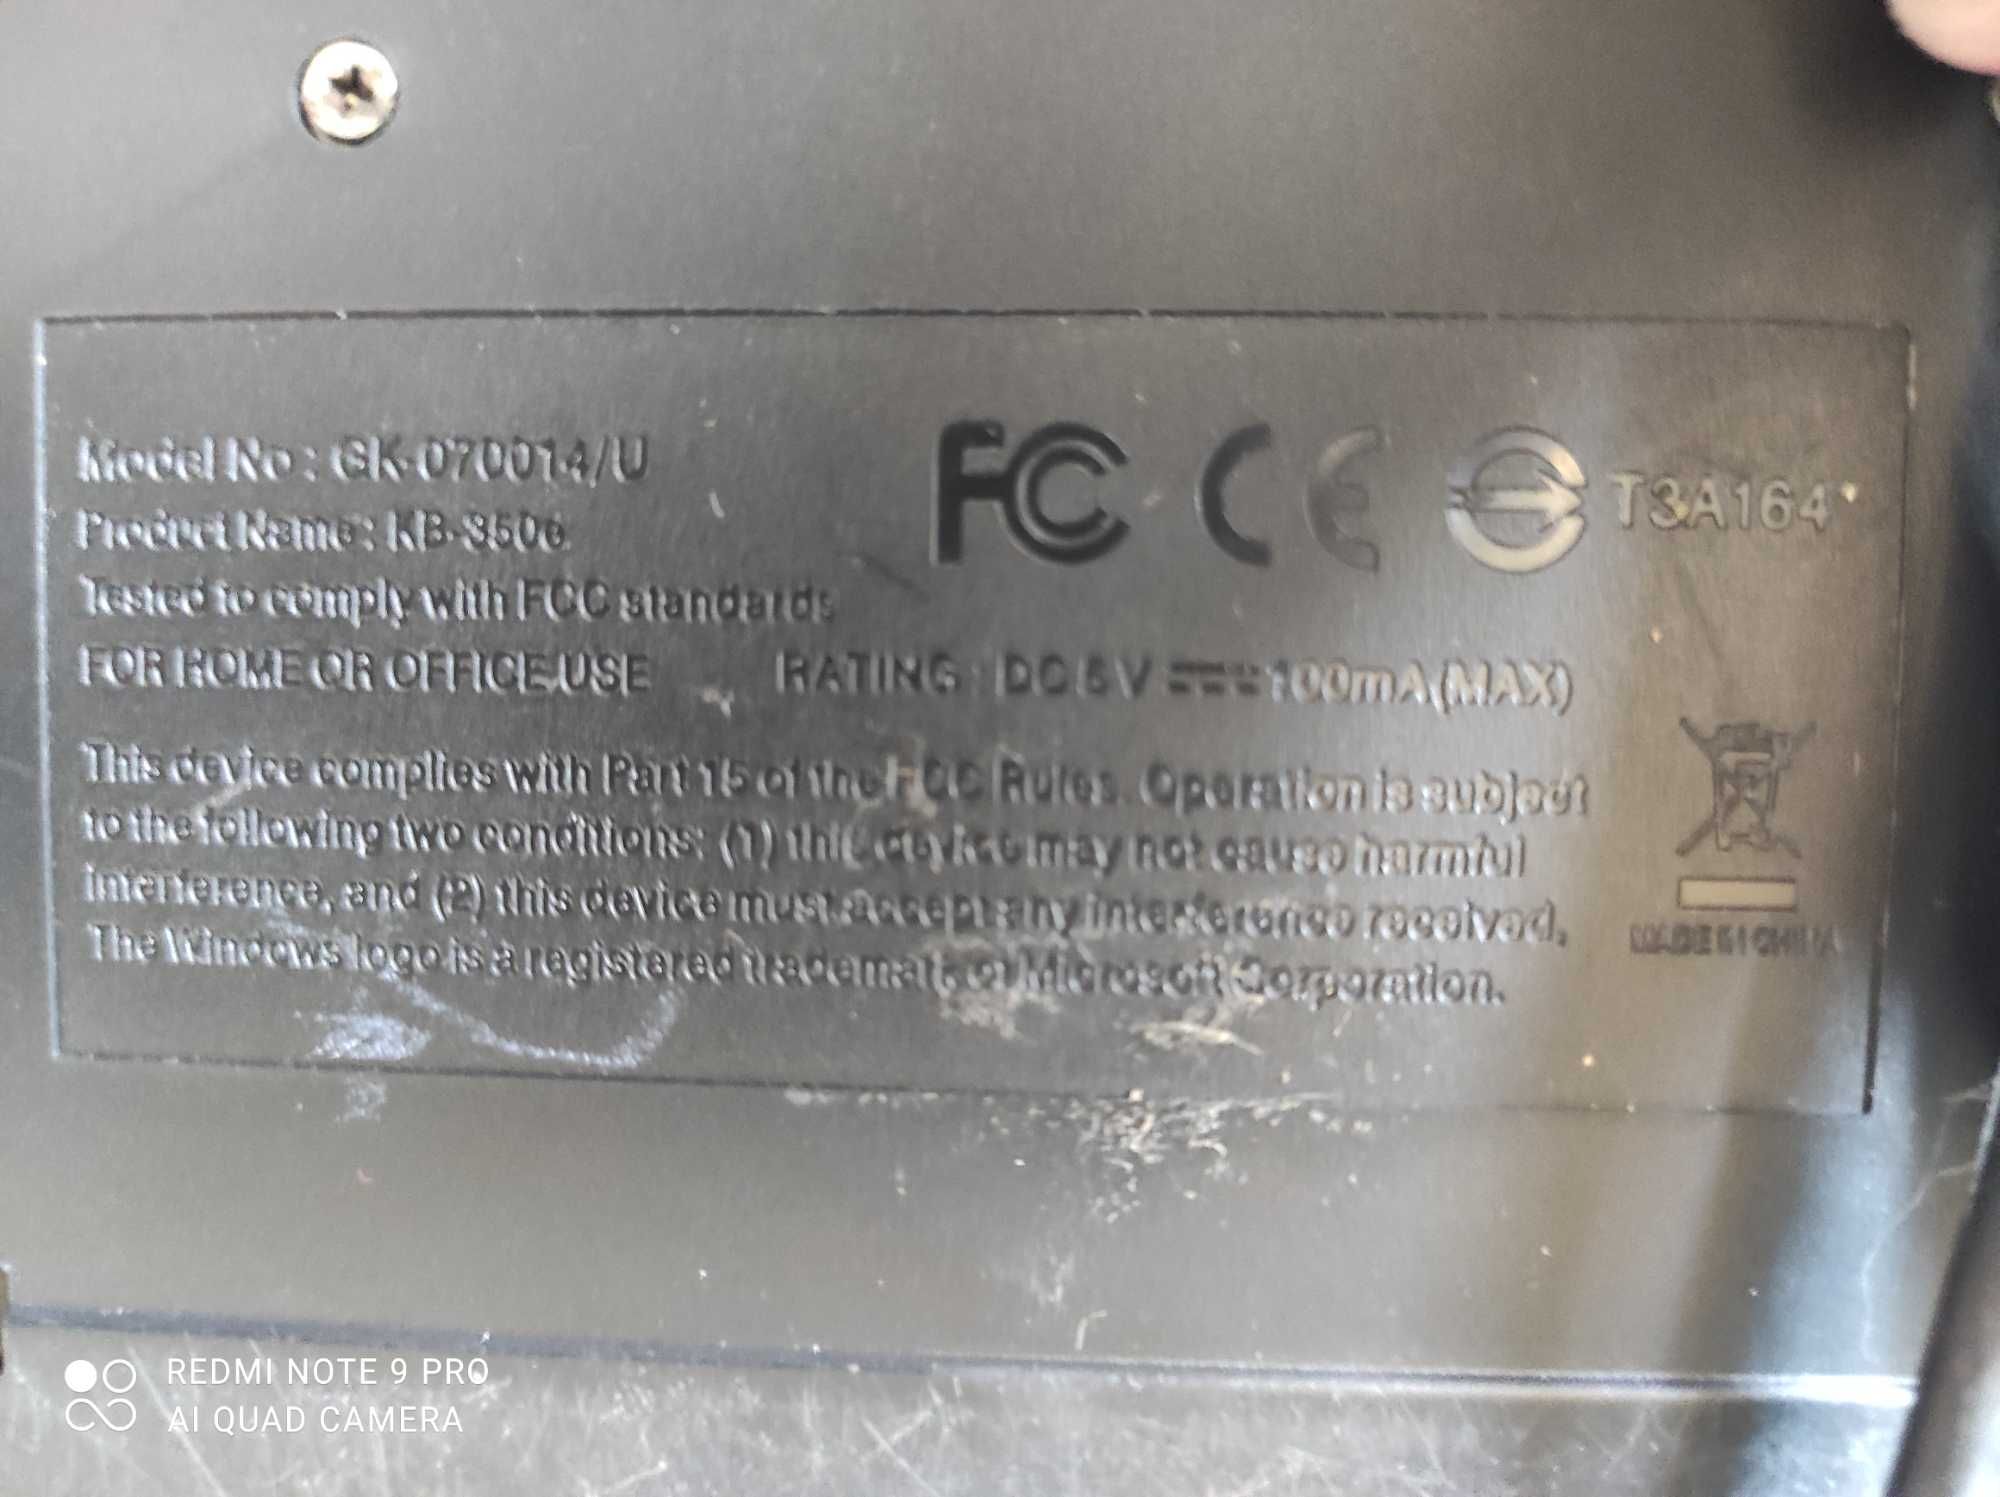 Model No : GK-070014/U
Product Name : KB-350e
Tested to comply with FCC standards
FOR HOME OR OFFICE USE
RATING : DC 5V 100mA(MAX)
FC CE T3A164
This device complies with Part 15 of the FCC Rules. Operation is subject
to the following two conditions: (1) this device may not cause harmful
interference, and (2) this device must accept any interference received.
The Windows logo is a registered trademark of Microsoft Corporation.
MADE IN CHINA
REDMI NOTE 9 PRO
AI QUAD CAMERA